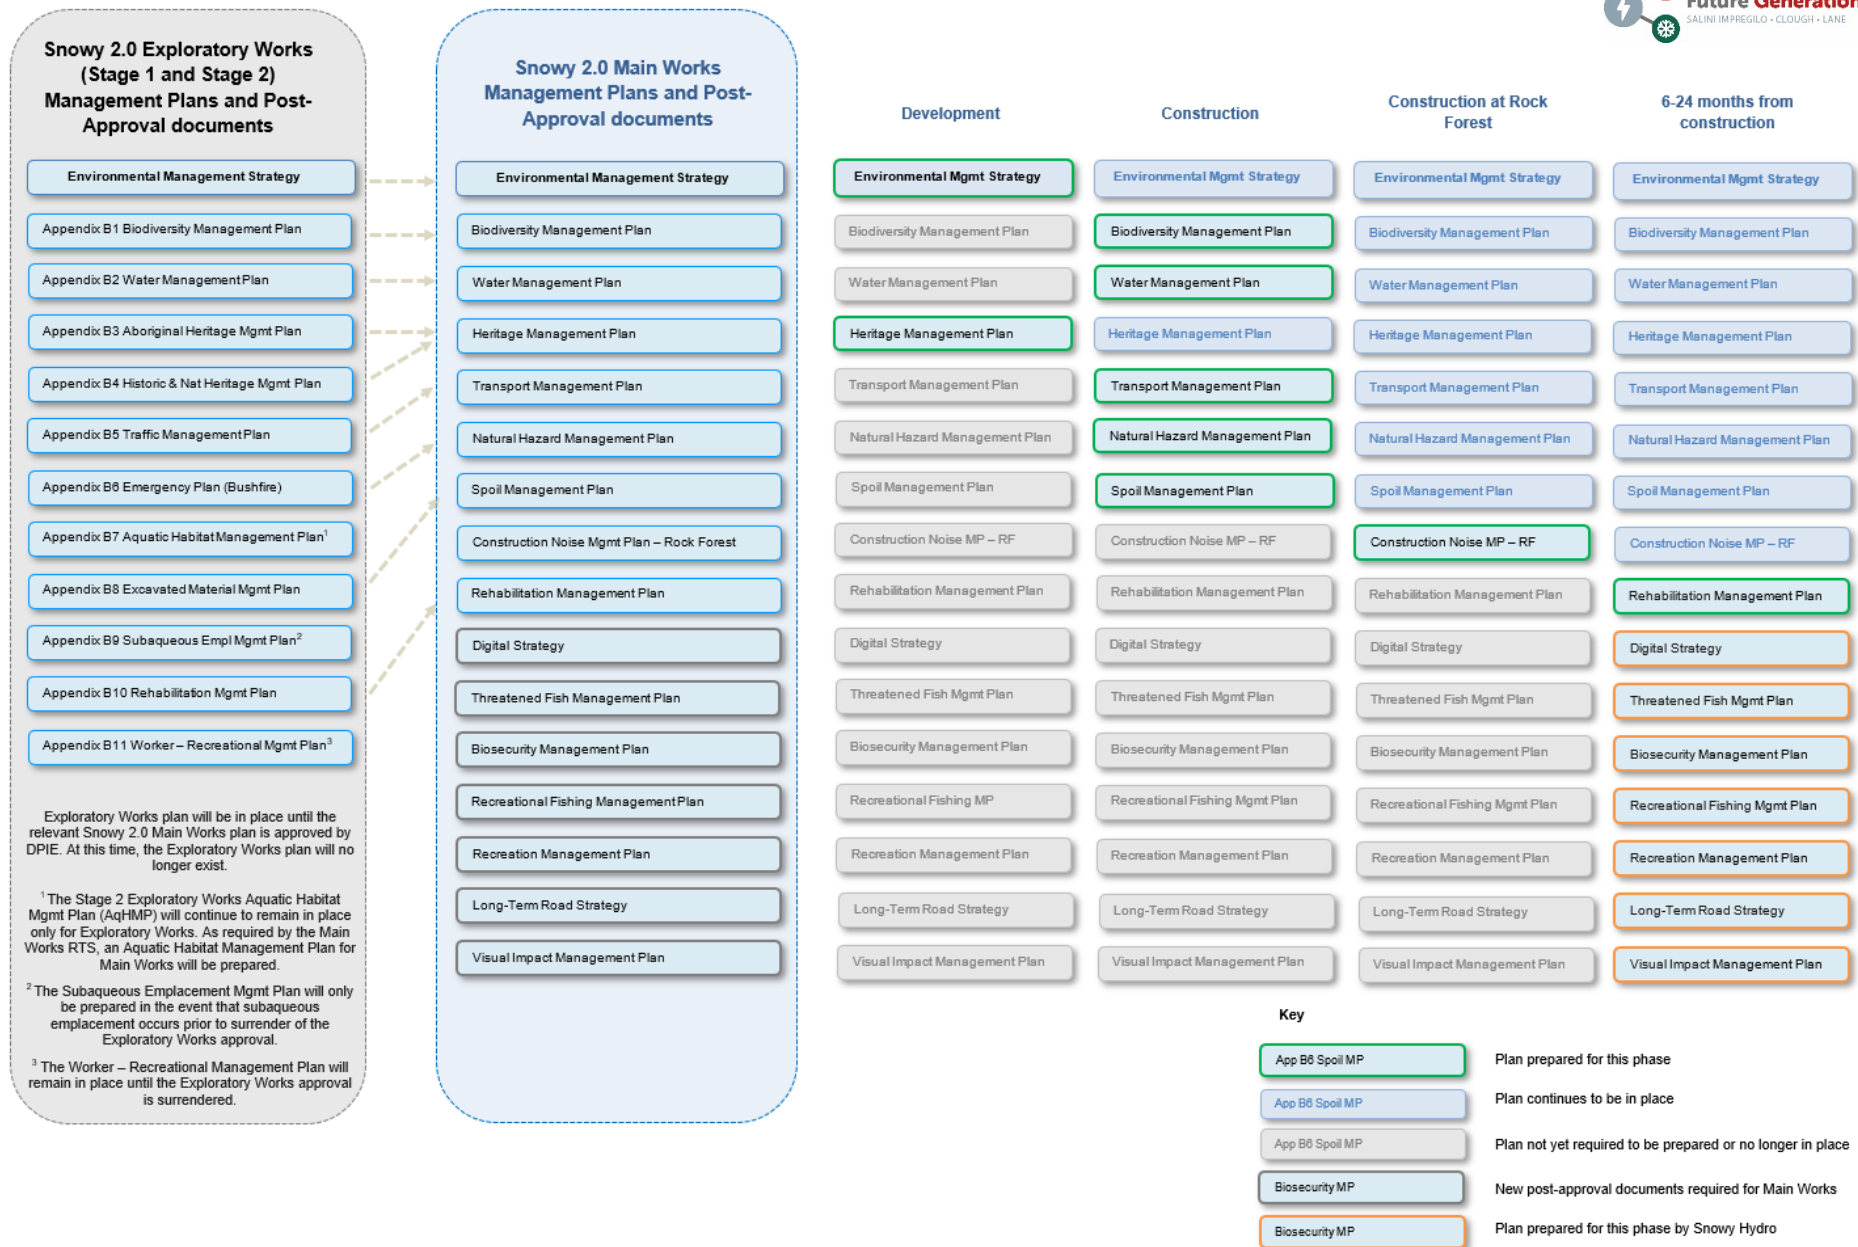 Future Generation
SALINI IMPREGILO • CLOUGH • LANE
Snowy 2.0 Exploratory Works
(Stage 1 and Stage 2)
Management Plans and Post-
Approval documents
Environmental Management Strategy
Appendix B1 Biodiversity Management Plan
Appendix B2 Water Management Plan
Appendix B3 Aboriginal Heritage Mgmt Plan
Appendix B4 Historic & Nat Heritage Mgmt Plan
Appendix B5 Traffic Management Plan
Appendix B6 Emergency Plan (Bushfire)
Appendix B7 Aquatic Habitat Management Plan1
Appendix B8 Excavated Material Mgmt Plan
Appendix B9 Subaqueous Empl Mgmt Plan2
Appendix B10 Rehabilitation Mgmt Plan
Appendix B11 Worker – Recreational Mgmt Plan3
Exploratory Works plan will be in place until the
relevant Snowy 2.0 Main Works plan is approved by
DPIE. At this time, the Exploratory Works plan will no
longer exist.
1 The Stage 2 Exploratory Works Aquatic Habitat
Mgmt Plan (AqHMP) will continue to remain in place
only for Exploratory Works. As required by the Main
Works RTS, an Aquatic Habitat Management Plan for
Main Works will be prepared.
2 The Subaqueous Emplacement Mgmt Plan will only
be prepared in the event that subaqueous
emplacement occurs prior to surrender of the
Exploratory Works approval.
3 The Worker – Recreational Management Plan will
remain in place until the Exploratory Works approval
is surrendered.
Snowy 2.0 Main Works
Management Plans and Post-
Approval documents
Environmental Management Strategy
Biodiversity Management Plan
Water Management Plan
Heritage Management Plan
Transport Management Plan
Natural Hazard Management Plan
Spoil Management Plan
Construction Noise Mgmt Plan – Rock Forest
Rehabilitation Management Plan
Digital Strategy
Threatened Fish Management Plan
Biosecurity Management Plan
Recreational Fishing Management Plan
Recreation Management Plan
Long-Term Road Strategy
Visual Impact Management Plan
Development
Environmental Mgmt Strategy
Biodiversity Management Plan
Water Management Plan
Heritage Management Plan
Transport Management Plan
Natural Hazard Management Plan
Spoil Management Plan
Construction Noise MP – RF
Rehabilitation Management Plan
Digital Strategy
Threatened Fish Mgmt Plan
Biosecurity Management Plan
Recreational Fishing MP
Recreation Management Plan
Long-Term Road Strategy
Visual Impact Management Plan
Construction
Environmental Mgmt Strategy
Biodiversity Management Plan
Water Management Plan
Heritage Management Plan
Transport Management Plan
Natural Hazard Management Plan
Spoil Management Plan
Construction Noise MP – RF
Rehabilitation Management Plan
Digital Strategy
Threatened Fish Mgmt Plan
Biosecurity Management Plan
Recreational Fishing Mgmt Plan
Recreation Management Plan
Long-Term Road Strategy
Visual Impact Management Plan
Construction at Rock
Forest
Environmental Mgmt Strategy
Biodiversity Management Plan
Water Management Plan
Heritage Management Plan
Transport Management Plan
Natural Hazard Management Plan
Spoil Management Plan
Construction Noise MP – RF
Rehabilitation Management Plan
Digital Strategy
Threatened Fish Mgmt Plan
Biosecurity Management Plan
Recreational Fishing Mgmt Plan
Recreation Management Plan
Long-Term Road Strategy
Visual Impact Management Plan
6-24 months from
construction
Environmental Mgmt Strategy
Biodiversity Management Plan
Water Management Plan
Heritage Management Plan
Transport Management Plan
Natural Hazard Management Plan
Spoil Management Plan
Construction Noise MP – RF
Rehabilitation Management Plan
Digital Strategy
Threatened Fish Mgmt Plan
Biosecurity Management Plan
Recreational Fishing Mgmt Plan
Recreation Management Plan
Long-Term Road Strategy
Visual Impact Management Plan
Key
App B6 Spoil MP Plan prepared for this phase
App B6 Spoil MP Plan continues to be in place
App B6 Spoil MP Plan not yet required to be prepared or no longer in place
Biosecurity MP New post-approval documents required for Main Works
Biosecurity MP Plan prepared for this phase by Snowy Hydro